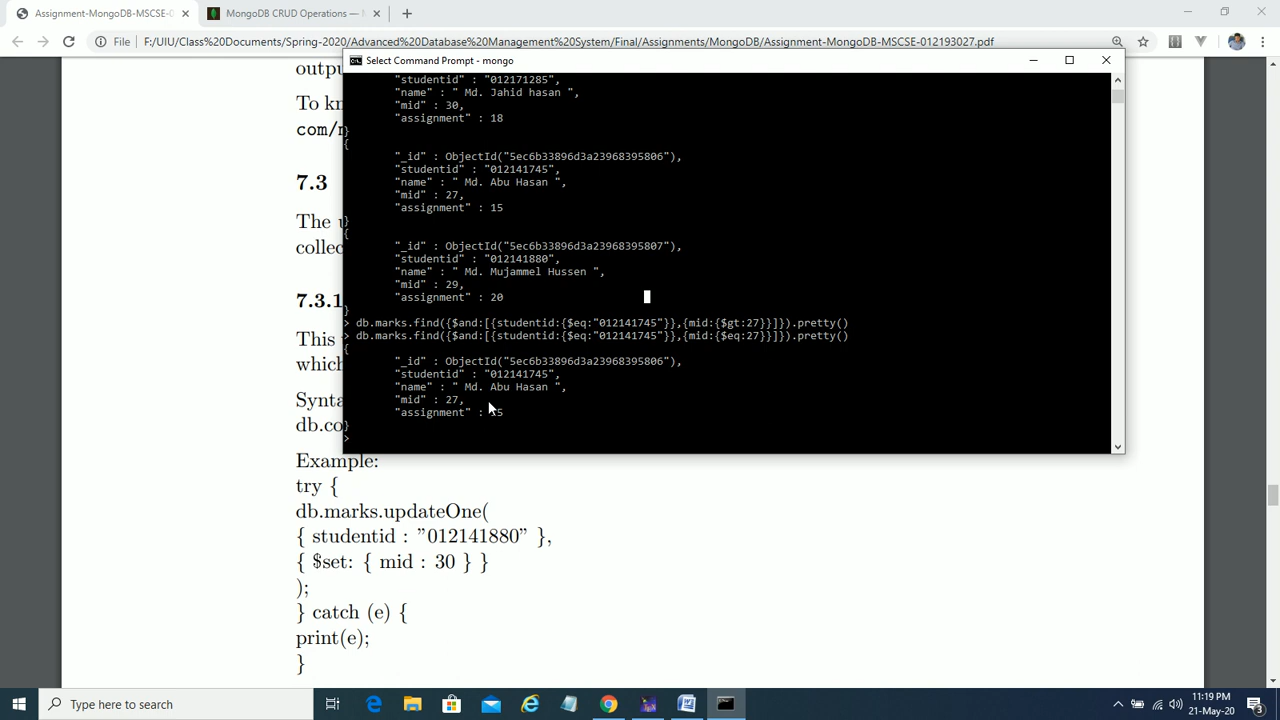 Assignment-MongoDB-MSCSE-0
MongoDB CRUD Operations —
File F:/UIU/Class%20Documents/Spring-2020/Advanced%20Database%20Management%20System/Final/Assignments/MongoDB/Assignment-MongoDB-MSCSE-012193027.pdf
Select Command Prompt - mongo
"studentid" : "012171285",
"name" : " Md. Jahid hasan ",
"mid" : 30,
"assignment" : 18
}
{
"_id" : ObjectId("5ec6b33896d3a23968395806"),
"studentid" : "012141745",
"name" : " Md. Abu Hasan ",
"mid" : 27,
"assignment" : 15
}
{
"_id" : ObjectId("5ec6b33896d3a23968395807"),
"studentid" : "012141880",
"name" : " Md. Mujammel Hussen ",
"mid" : 29,
"assignment" : 20
}
> db.marks.find({$and:[{studentid:{$eq:"012141745"}},{mid:{$gt:27}}]}).pretty()
> db.marks.find({$and:[{studentid:{$eq:"012141745"}},{mid:{$eq:27}}]}).pretty()
{
"_id" : ObjectId("5ec6b33896d3a23968395806"),
"studentid" : "012141745",
"name" : " Md. Abu Hasan ",
"mid" : 27,
"assignment" : 15
}
>
outpu
To kn
com/m
7.3
The u
collec
7.3.1
This
which
Synta
db.co
Example:
try {
db.marks.updateOne(
{ studentid : ”012141880” },
{ $set: { mid : 30 } }
);
} catch (e) {
print(e);
}
Type here to search
11:19 PM
21-May-20
3